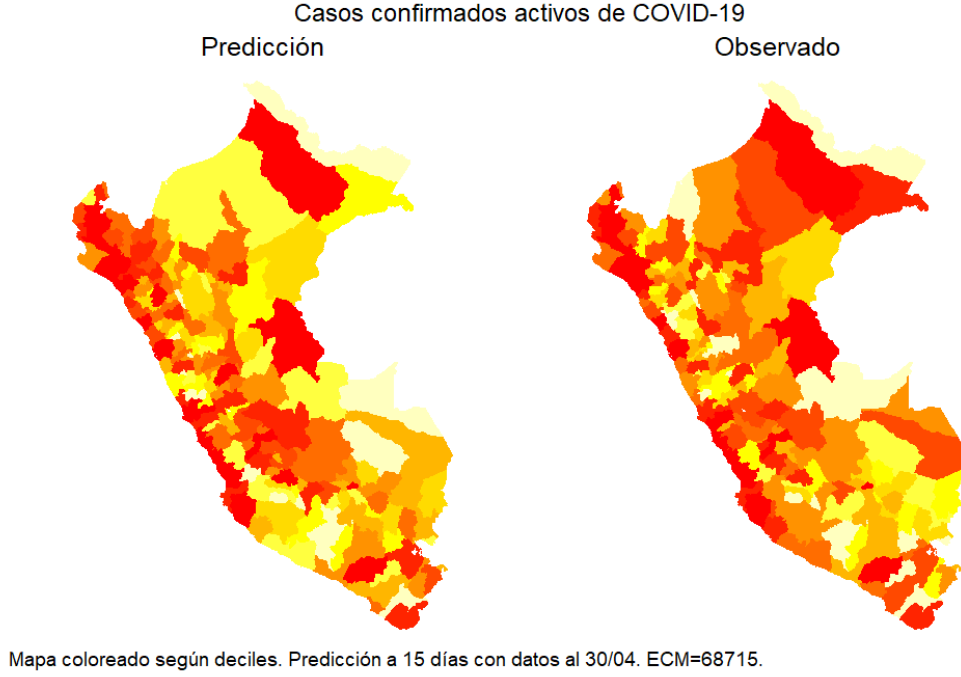 Casos confirmados activos de COVID-19
Predicción
Observado
Mapa coloreado según deciles. Predicción a 15 días con datos al 30/04. ECM=68715.